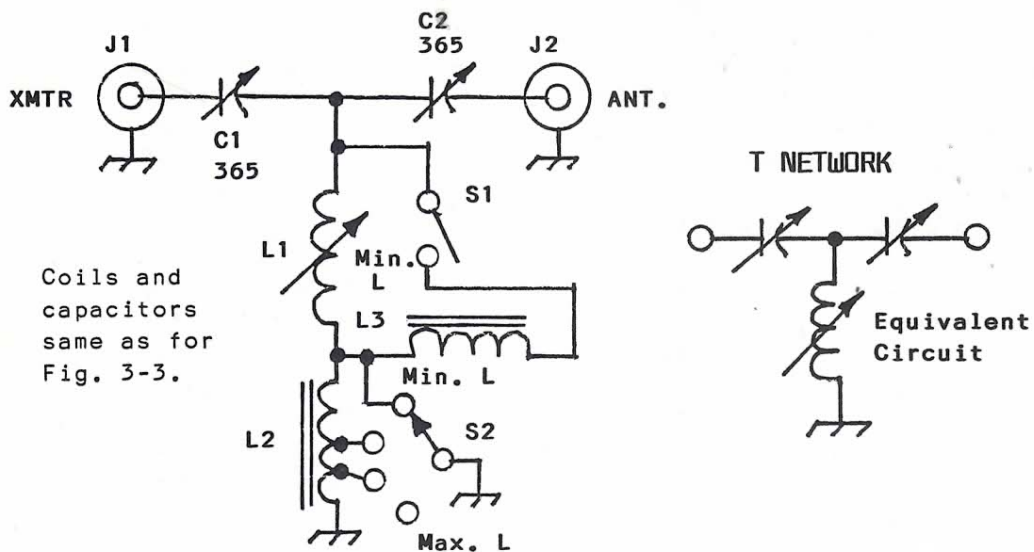 J1
C2
365
J2
XMTR
ANT.
C1
365
S1
L1
Min.
L
Coils and
capacitors
same as for
Fig. 3-3.
L3
Min. L
L2
S2
Max. L
T NETWORK
Equivalent
Circuit